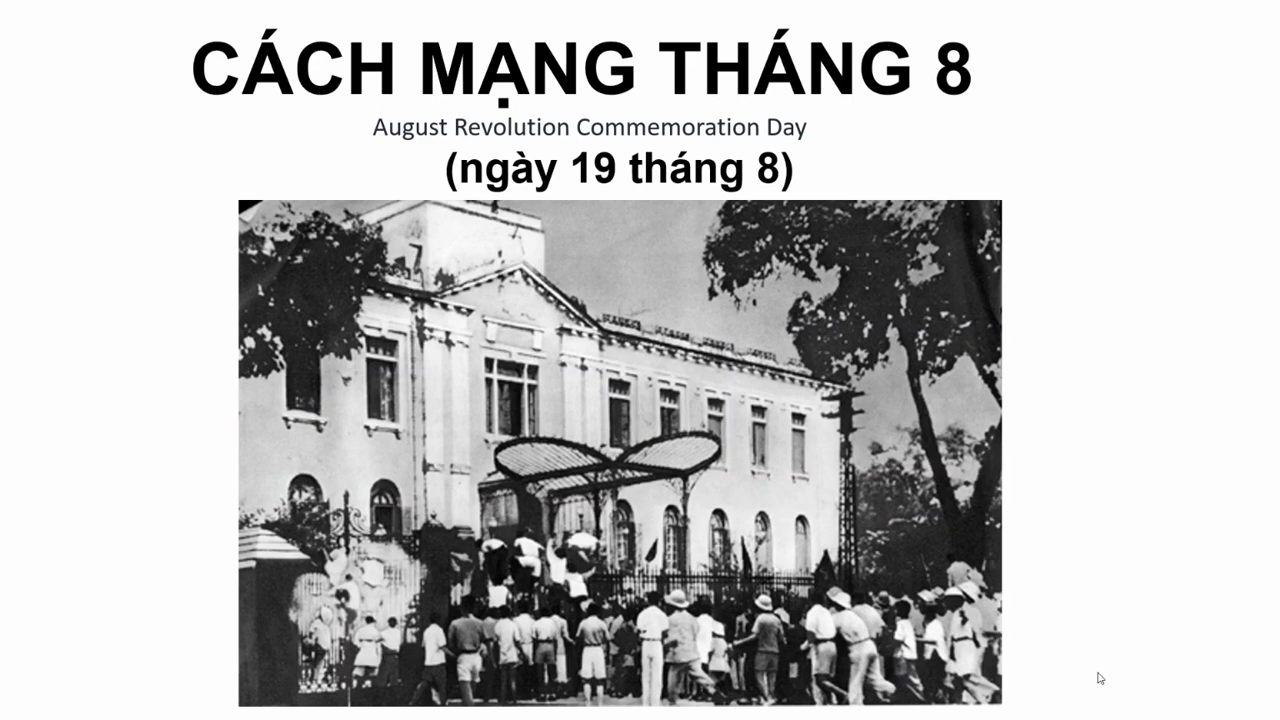 CÁCH MẠNG THÁNG 8
August Revolution Commemoration Day
(ngày 19 tháng 8)